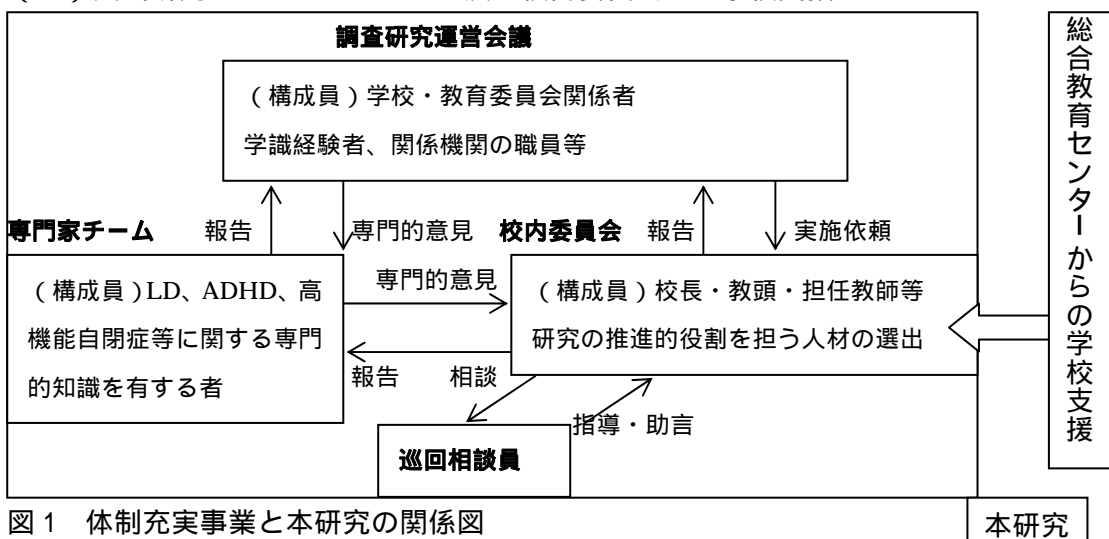 調査研究運営会議
（構成員）学校・教育委員会関係者
学識経験者、関係機関の職員等
専門家チーム 報告 専門的意見 校内委員会 報告 実施依頼
専門的意見
（構成員）LD、ADHD、高
機能自閉症等に関する専門
的知識を有する者
（構成員）校長・教頭・担任教師等
研究の推進的役割を担う人材の選出
報告 相談
指導・助言
巡回相談員
総合教育センターからの学校支援
図1 体制充実事業と本研究の関係図
本研究